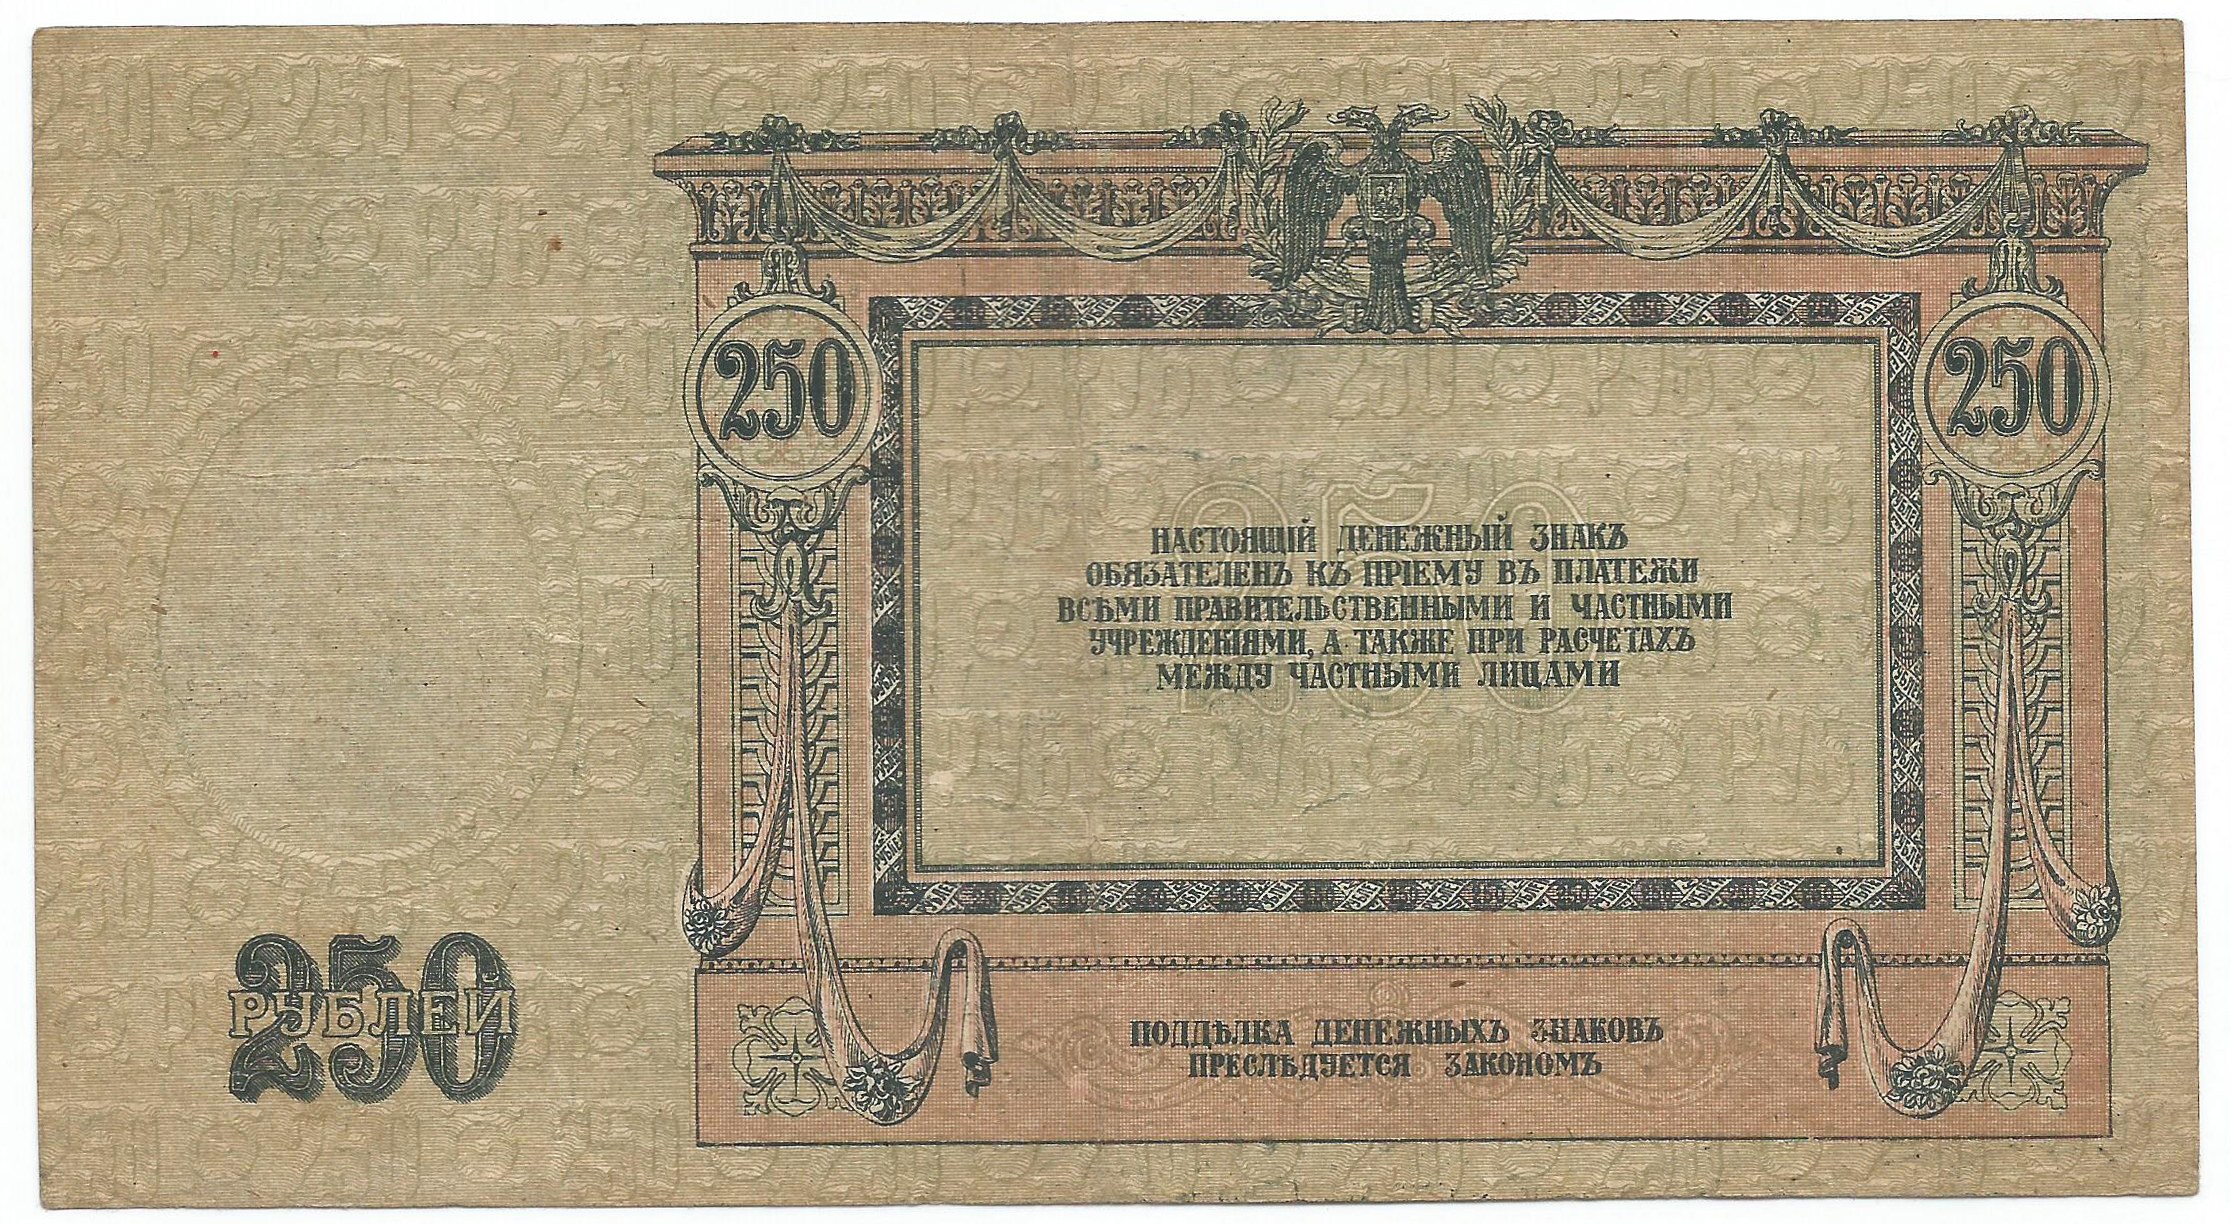 250
250
НАСТОЯЩІЙ ДЕНЕЖНЫЙ ЗНАКЪ
ОБЯЗАТЕЛЕНЪ КЪ ПРІЕМУ ВЪ ПЛАТЕЖИ
ВСѢМИ ПРАВИТЕЛЬСТВЕННЫМИ И ЧАСТНЫМИ
УЧРЕЖДЕНІЯМИ, А ТАКЖЕ ПРИ РАСЧЕТАХЪ
МЕЖДУ ЧАСТНЫМИ ЛИЦАМИ
250
РУБЛЕЙ
ПОДДѢЛКА ДЕНЕЖНЫХЪ ЗНАКОВЪ
ПРЕСЛѢДУЕТСЯ ЗАКОНОМЪ